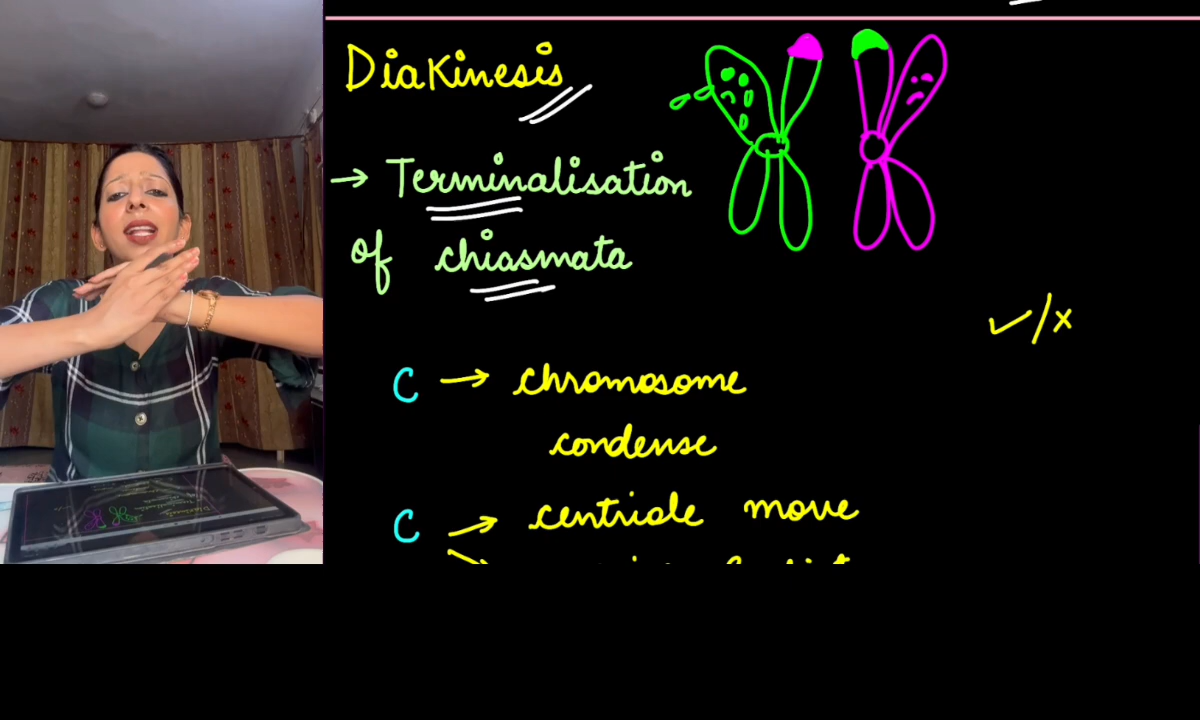 Diakinesis
→ Terminalisation
of chiasmata
✓/x
C → chromosome
condense
C → centriole move